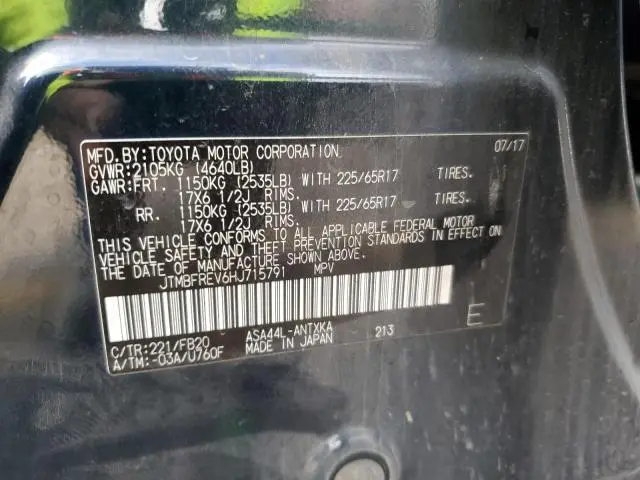 MFD. BY: TOYOTA MOTOR CORPORATION 07/17
GVWR: 2105KG (4640LB)
GAWR: FRT. 1150KG (2535LB) WITH 225/65R17 TIRES.
17X6 1/2J RIMS.
RR. 1150KG (2535LB) WITH 225/65R17 TIRES.
17X6 1/2J RIMS.
THIS VEHICLE CONFORMS TO ALL APPLICABLE FEDERAL MOTOR
VEHICLE SAFETY AND THEFT PREVENTION STANDARDS IN EFFECT ON
THE DATE OF MANUFACTURE SHOWN ABOVE.
JTMBFREV6HJ715791 MPV
C/TR: 221/FB20 ASA44L-ANTXKA 213 E
A/TM: -03A/U760F MADE IN JAPAN